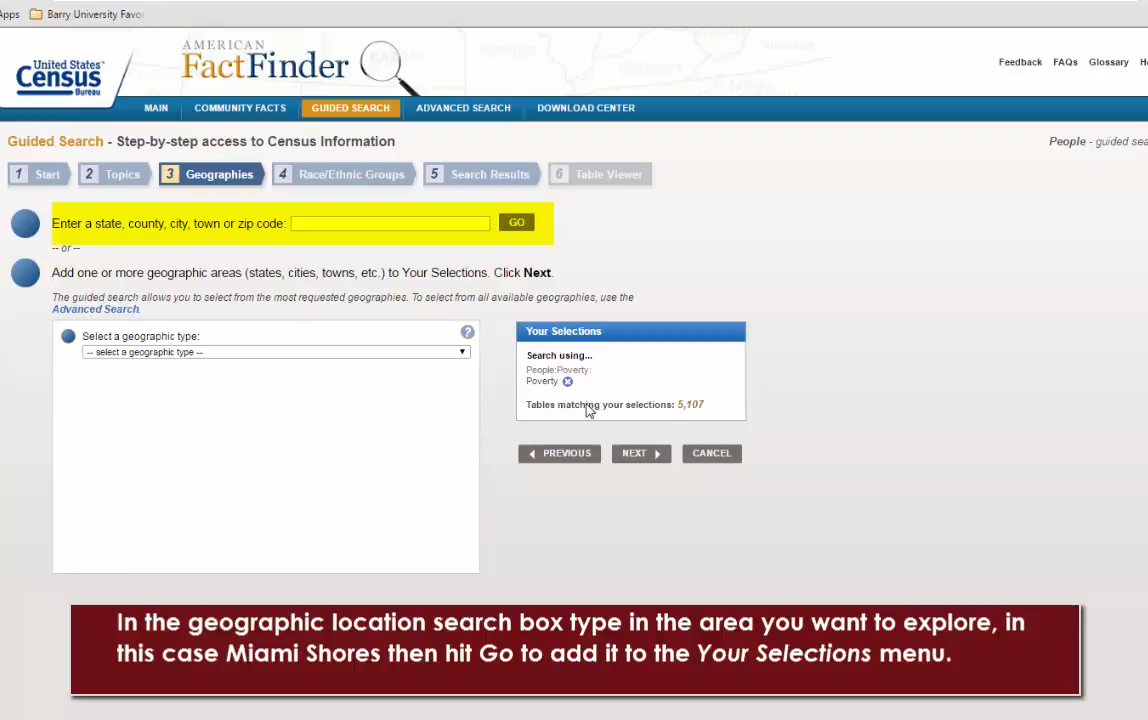 Apps Barry University Favo
United States™
Census
Bureau
AMERICAN
FactFinder
Feedback FAQs Glossary
MAIN COMMUNITY FACTS GUIDED SEARCH ADVANCED SEARCH DOWNLOAD CENTER
Guided Search - Step-by-step access to Census Information
People - guided sea
1 Start 2 Topics 3 Geographies 4 Race/Ethnic Groups 5 Search Results 6 Table Viewer
Enter a state, county, city, town or zip code: GO
-- or --
Add one or more geographic areas (states, cities, towns, etc.) to Your Selections. Click Next.
The guided search allows you to select from the most requested geographies. To select from all available geographies, use the
Advanced Search.
Select a geographic type: ?
-- select a geographic type --
Your Selections
Search using...
People:Poverty:
Poverty
Tables matching your selections: 5,107
PREVIOUS NEXT CANCEL
In the geographic location search box type in the area you want to explore, in
this case Miami Shores then hit Go to add it to the Your Selections menu.